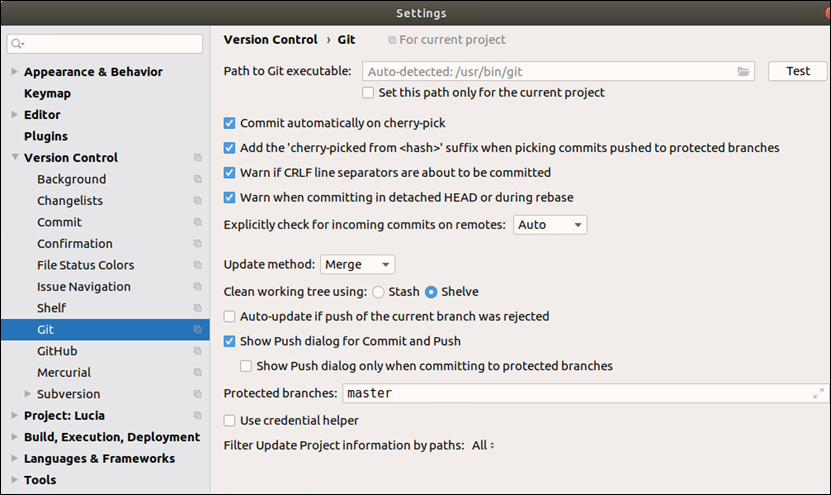 Settings
Appearance & Behavior
Keymap
Editor
Plugins
Version Control
Background
Changelists
Commit
Confirmation
File Status Colors
Issue Navigation
Shelf
Git
GitHub
Mercurial
Subversion
Project: Lucia
Build, Execution, Deployment
Languages & Frameworks
Tools
Version Control › Git For current project
Path to Git executable: Auto-detected: /usr/bin/git Test
Set this path only for the current project
Commit automatically on cherry-pick
Add the 'cherry-picked from <hash>' suffix when picking commits pushed to protected branches
Warn if CRLF line separators are about to be committed
Warn when committing in detached HEAD or during rebase
Explicitly check for incoming commits on remotes: Auto
Update method: Merge
Clean working tree using: Stash Shelve
Auto-update if push of the current branch was rejected
Show Push dialog for Commit and Push
Show Push dialog only when committing to protected branches
Protected branches: master
Use credential helper
Filter Update Project information by paths: All